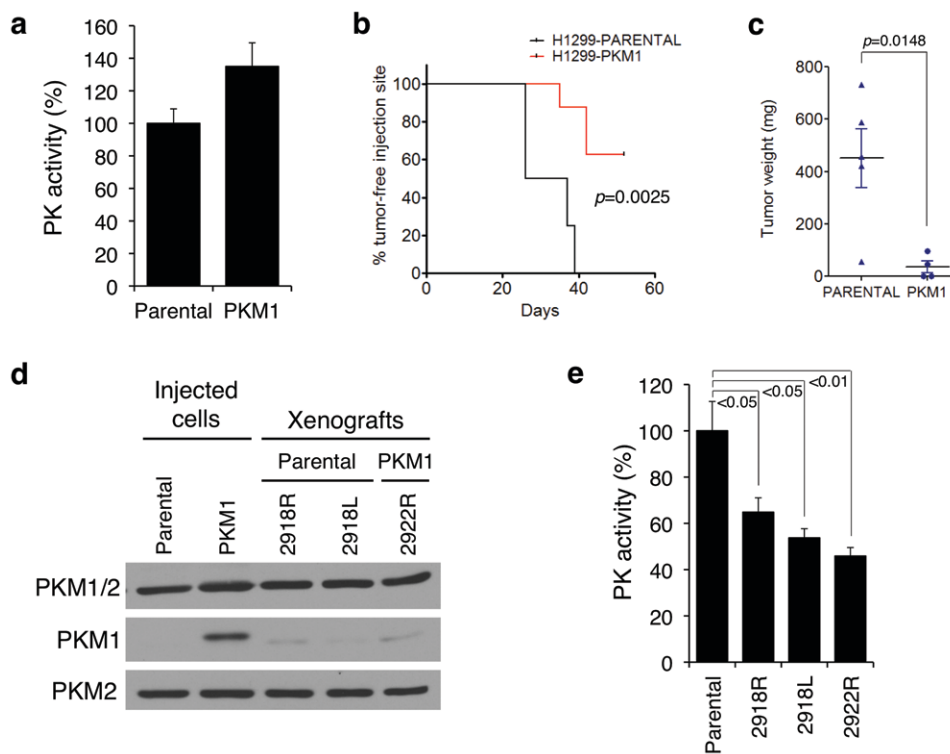 a
PK activity (%)
160
140
120
100
80
60
40
20
0
Parental PKM1
b
H1299-PARENTAL
H1299-PKM1
% tumor-free injection site
100
80
60
40
20
0
p=0.0025
0 20 40 60
Days
c
p=0.0148
Tumor weight (mg)
800
600
400
200
0
PARENTAL PKM1
d
Injected
cells
Xenografts
Parental PKM1
Parental
PKM1
2918R
2918L
2922R
PKM1/2
PKM1
PKM2
e
PK activity (%)
120
100
80
60
40
20
0
<0.05
<0.05
<0.01
Parental
2918R
2918L
2922R